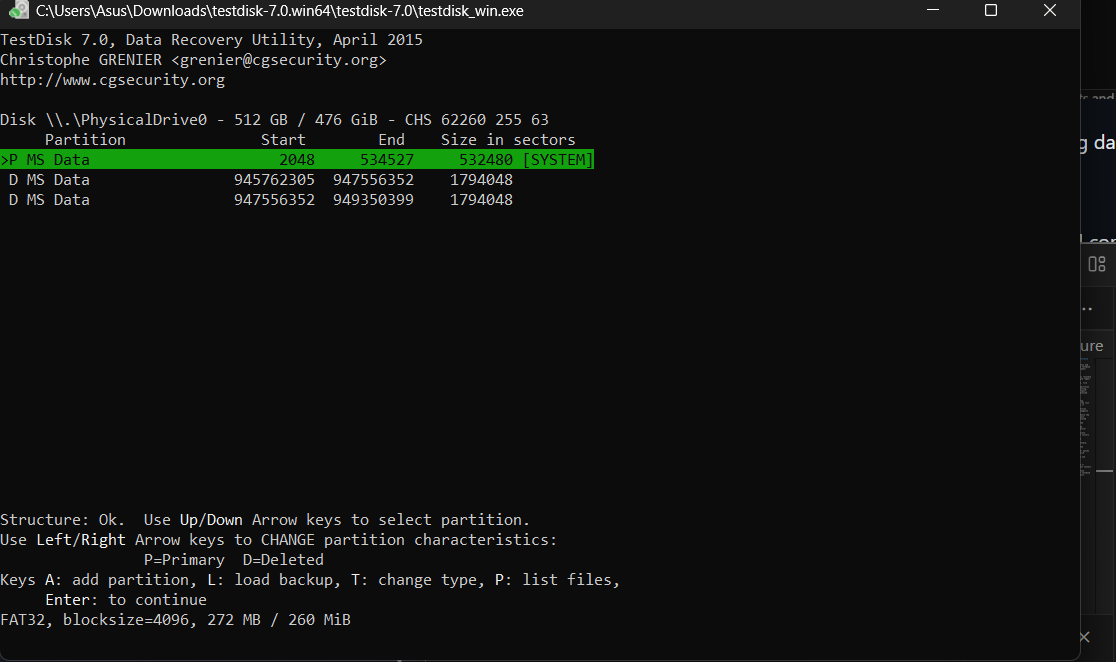 C:\Users\Asus\Downloads\testdisk-7.0.win64\testdisk-7.0\testdisk_win.exe
TestDisk 7.0, Data Recovery Utility, April 2015
Christophe GRENIER <grenier@cgsecurity.org>
http://www.cgsecurity.org
Disk \\.\PhysicalDrive0 - 512 GB / 476 GiB - CHS 62260 255 63
Partition Start End Size in sectors
>P MS Data 2048 534527 532480 [SYSTEM]
D MS Data 945762305 947556352 1794048
D MS Data 947556352 949350399 1794048
Structure: Ok. Use Up/Down Arrow keys to select partition.
Use Left/Right Arrow keys to CHANGE partition characteristics:
P=Primary D=Deleted
Keys A: add partition, L: load backup, T: change type, P: list files,
Enter: to continue
FAT32, blocksize=4096, 272 MB / 260 MiB